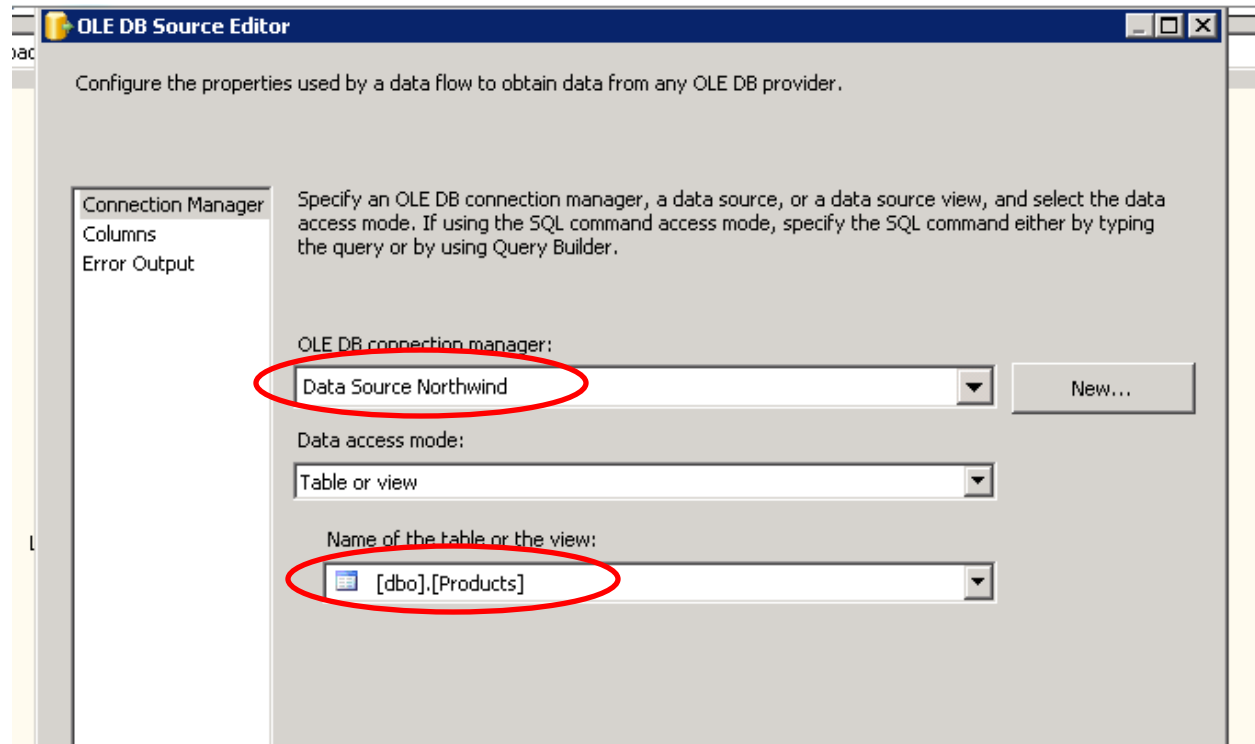 OLE DB Source Editor
Configure the properties used by a data flow to obtain data from any OLE DB provider.
Connection Manager
Columns
Error Output
Specify an OLE DB connection manager, a data source, or a data source view, and select the data
access mode. If using the SQL command access mode, specify the SQL command either by typing
the query or by using Query Builder.
OLE DB connection manager:
Data Source Northwind
New...
Data access mode:
Table or view
Name of the table or the view:
[dbo].[Products]